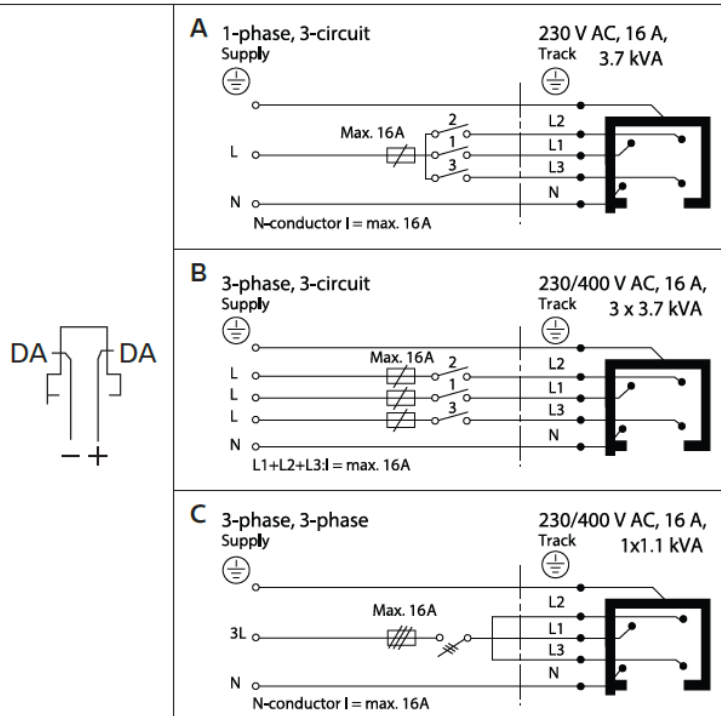 DA DA
− +
A 1-phase, 3-circuit 230 V AC, 16 A,
Supply Track 3.7 kVA
2 L2
Max. 16A
L 1 L1
3 L3
N N
N-conductor I = max. 16A
B 3-phase, 3-circuit 230/400 V AC, 16 A,
Supply Track 3 x 3.7 kVA
Max. 16A 2 L2
L
L 1 L1
L 3 L3
N N
L1+L2+L3:I = max. 16A
C 3-phase, 3-phase 230/400 V AC, 16 A,
Supply Track 1x1.1 kVA
L2
Max. 16A
3L L1
L3
N N
N-conductor I = max. 16A